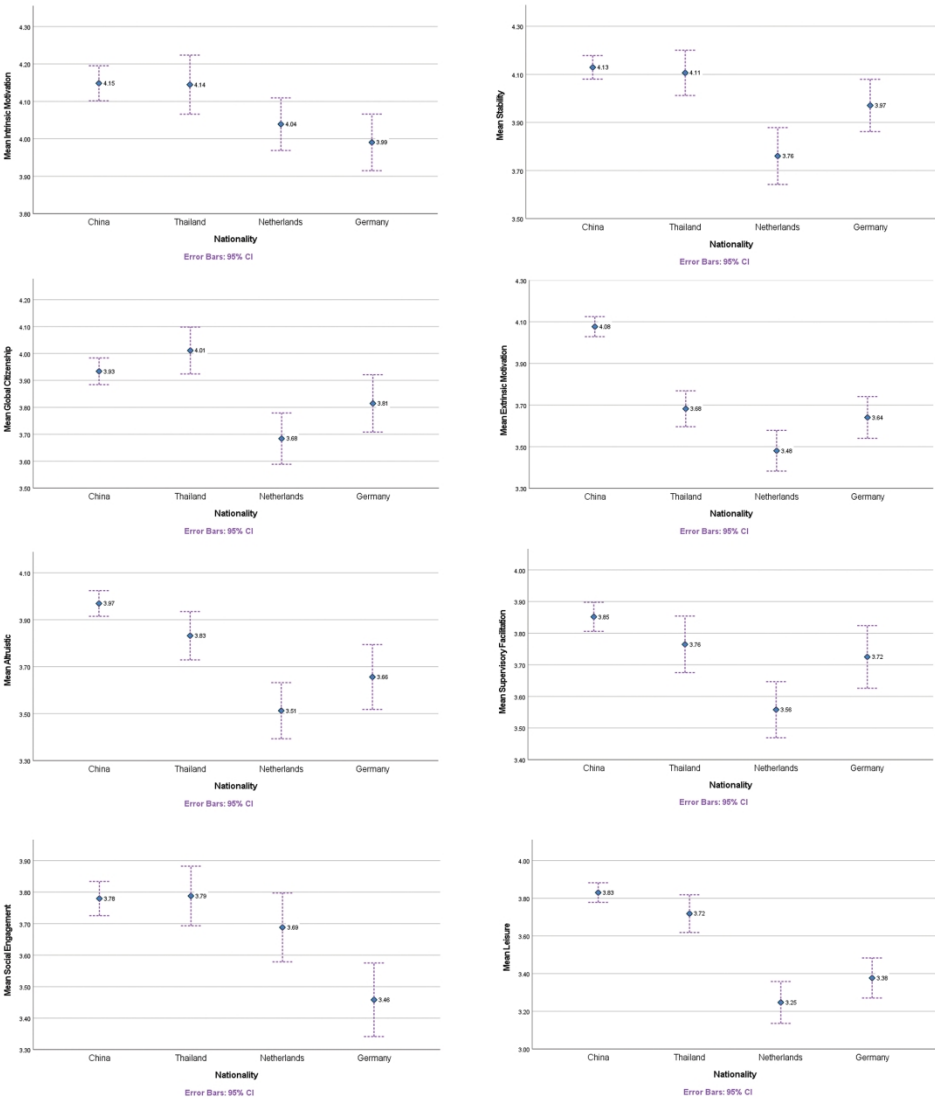 Mean Intrinsic Motivation
4.30
4.20
4.10
4.00
3.90
3.80
4.15
4.14
4.04
3.99
China Thailand Netherlands Germany
Nationality
Error Bars: 95% CI
Mean Stability
4.30
4.10
3.90
3.70
3.50
4.13
4.11
3.76
3.97
China Thailand Netherlands Germany
Nationality
Error Bars: 95% CI
Mean Global Citizenship
4.20
4.10
4.00
3.90
3.80
3.70
3.60
3.50
3.93
4.01
3.68
3.81
China Thailand Netherlands Germany
Nationality
Error Bars: 95% CI
Mean Extrinsic Motivation
4.30
4.10
3.90
3.70
3.50
3.30
4.08
3.68
3.48
3.64
China Thailand Netherlands Germany
Nationality
Error Bars: 95% CI
Mean Altruistic
4.10
3.90
3.70
3.50
3.30
3.97
3.83
3.51
3.66
China Thailand Netherlands Germany
Nationality
Error Bars: 95% CI
Mean Supervisory Facilitation
4.00
3.90
3.80
3.70
3.60
3.50
3.40
3.85
3.76
3.56
3.72
China Thailand Netherlands Germany
Nationality
Error Bars: 95% CI
Mean Social Engagement
3.90
3.80
3.70
3.60
3.50
3.40
3.30
3.78
3.79
3.69
3.46
China Thailand Netherlands Germany
Nationality
Error Bars: 95% CI
Mean Leisure
4.00
3.80
3.60
3.40
3.20
3.00
3.83
3.72
3.25
3.38
China Thailand Netherlands Germany
Nationality
Error Bars: 95% CI